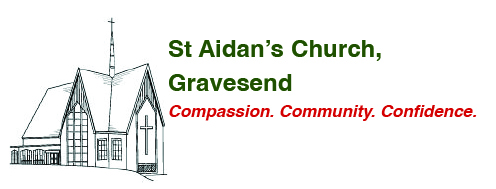 St Aidan’s Church,
Gravesend
Compassion. Community. Confidence.